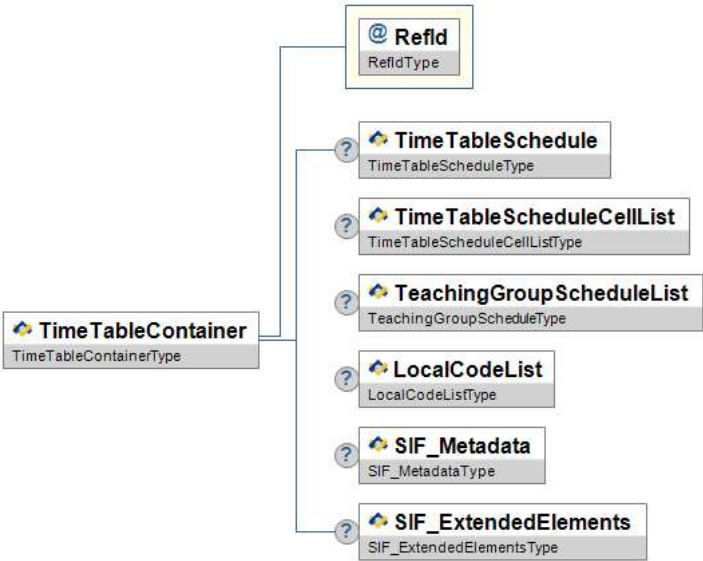 @ RefId
RefIdType
? TimeTableSchedule
TimeTableScheduleType
? TimeTableScheduleCellList
TimeTableScheduleCellListType
? TeachingGroupScheduleList
TeachingGroupScheduleType
TimeTableContainer
TimeTableContainerType
? LocalCodeList
LocalCodeListType
? SIF_Metadata
SIF_MetadataType
? SIF_ExtendedElements
SIF_ExtendedElementsType